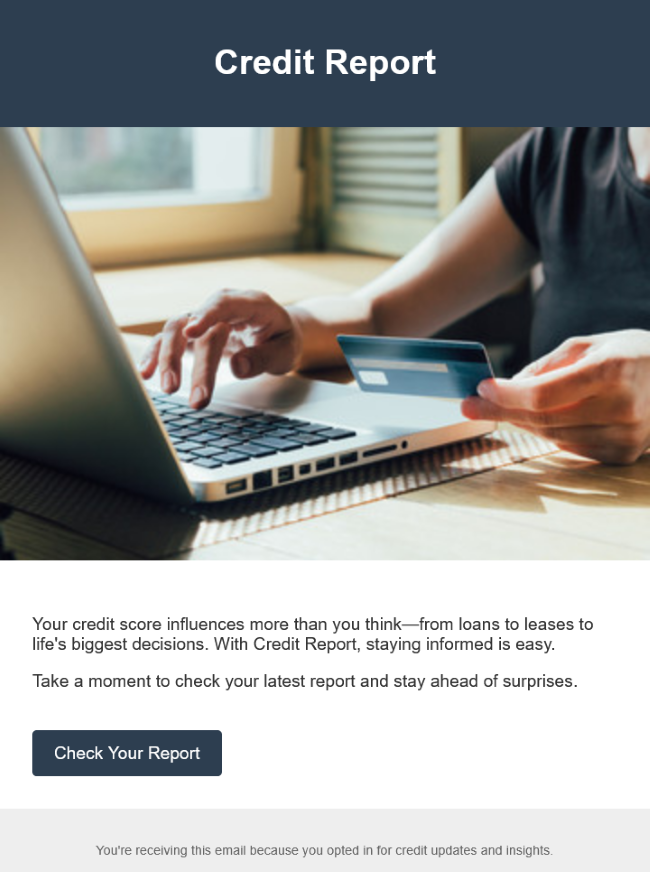 Credit Report
Your credit score influences more than you think—from loans to leases to
life's biggest decisions. With Credit Report, staying informed is easy.
Take a moment to check your latest report and stay ahead of surprises.
Check Your Report
You're receiving this email because you opted in for credit updates and insights.